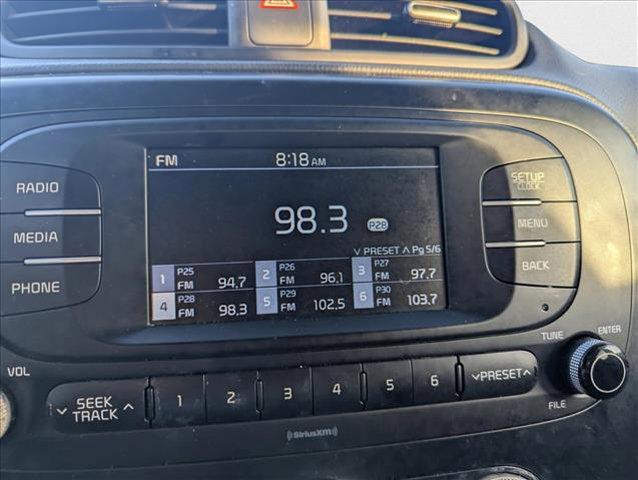 FM 8:18 AM
98.3 P28
∨ PRESET ∧ Pg 5/6
1 P25 FM 94.7 2 P26 FM 96.1 3 P27 FM 97.7
4 P28 FM 98.3 5 P29 FM 102.5 6 P30 FM 103.7
RADIO
MEDIA
PHONE
SETUP
CLOCK
MENU
BACK
VOL
TUNE
ENTER
FILE
∨ SEEK ∧
TRACK
1 2 3 4 5 6
∨PRESET∧
((SiriusXM))